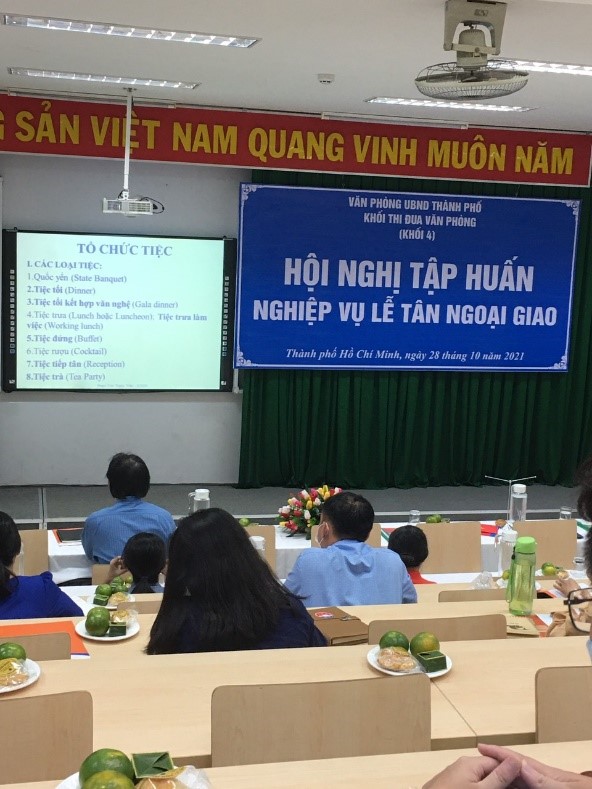 G SẢN VIỆT NAM QUANG VINH MUÔN NĂM
TỔ CHỨC TIỆC
I. CÁC LOẠI TIỆC:
1.Quốc yến (State Banquet)
2.Tiệc tối (Dinner)
3.Tiệc tối kết hợp văn nghệ (Gala dinner)
4.Tiệc trưa (Lunch hoặc Luncheon); Tiệc trưa làm
việc (Working lunch)
5.Tiệc đứng (Buffet)
6.Tiệc rượu (Cocktail)
7.Tiệc tiếp tân (Reception)
8.Tiệc trà (Tea Party)
VĂN PHÒNG UBND THÀNH PHỐ
KHỐI THI ĐUA VĂN PHÒNG
(KHỐI 4)
HỘI NGHỊ TẬP HUẤN
NGHIỆP VỤ LỄ TÂN NGOẠI GIAO
Thành phố Hồ Chí Minh, ngày 28 tháng 10 năm 2021